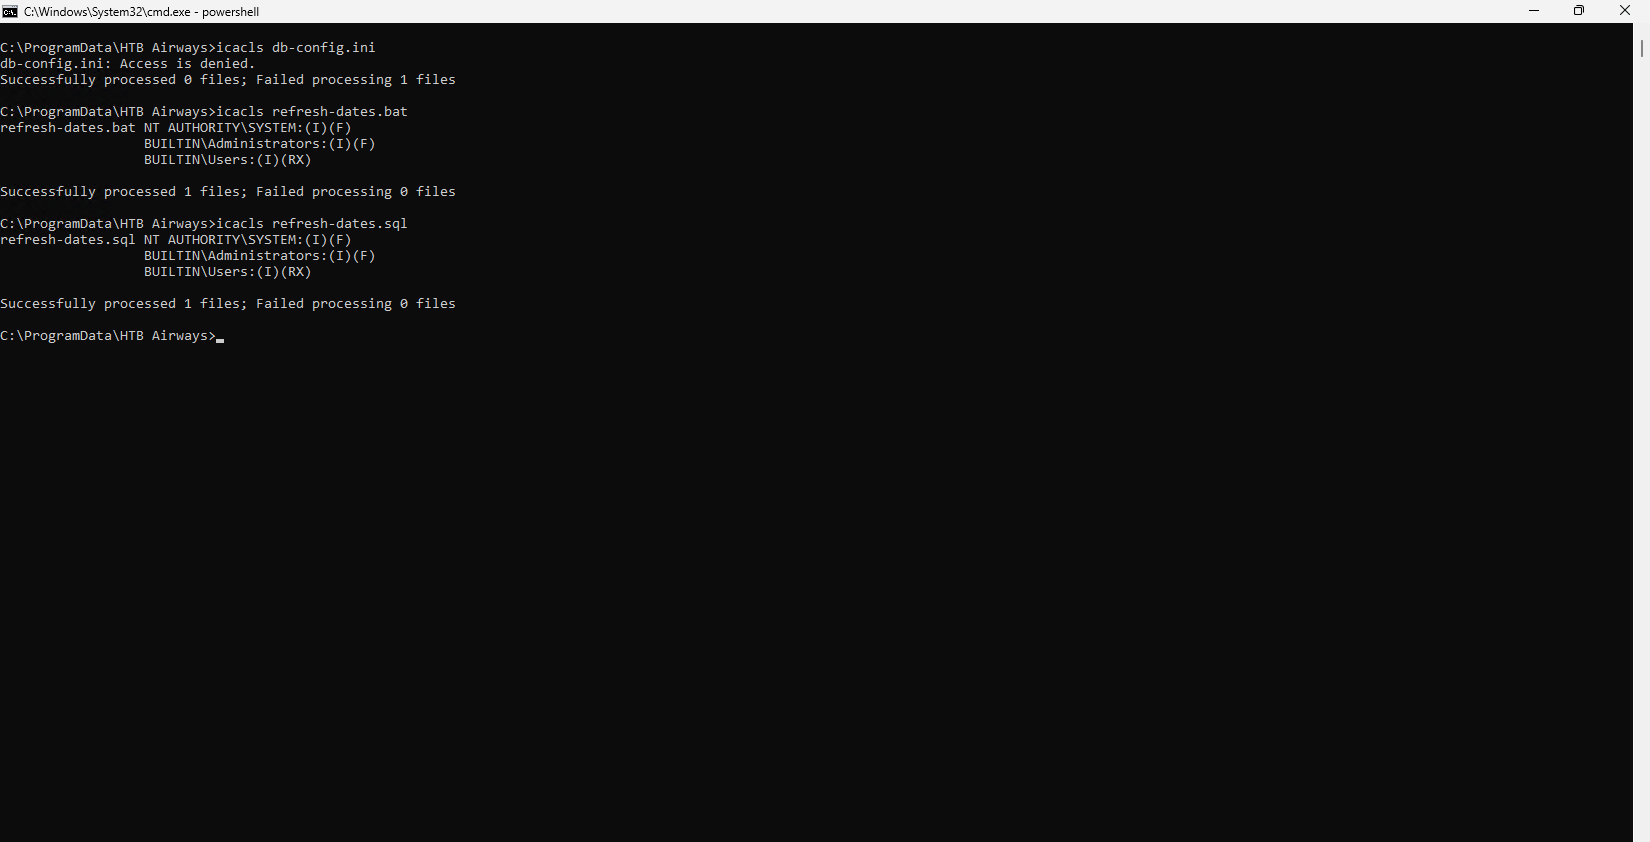 C:\Windows\System32\cmd.exe - powershell
C:\ProgramData\HTB Airways>icacls db-config.ini
db-config.ini: Access is denied.
Successfully processed 0 files; Failed processing 1 files
C:\ProgramData\HTB Airways>icacls refresh-dates.bat
refresh-dates.bat NT AUTHORITY\SYSTEM:(I)(F)
BUILTIN\Administrators:(I)(F)
BUILTIN\Users:(I)(RX)
Successfully processed 1 files; Failed processing 0 files
C:\ProgramData\HTB Airways>icacls refresh-dates.sql
refresh-dates.sql NT AUTHORITY\SYSTEM:(I)(F)
BUILTIN\Administrators:(I)(F)
BUILTIN\Users:(I)(RX)
Successfully processed 1 files; Failed processing 0 files
C:\ProgramData\HTB Airways>